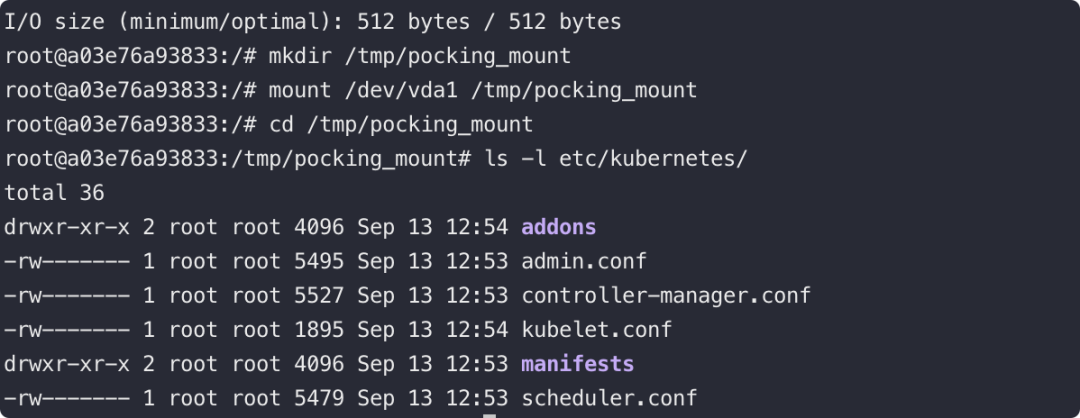 I/O size (minimum/optimal): 512 bytes / 512 bytes
root@a03e76a93833:/# mkdir /tmp/pocking_mount
root@a03e76a93833:/# mount /dev/vda1 /tmp/pocking_mount
root@a03e76a93833:/# cd /tmp/pocking_mount
root@a03e76a93833:/tmp/pocking_mount# ls -l etc/kubernetes/
total 36
drwxr-xr-x 2 root root 4096 Sep 13 12:54 addons
-rw------- 1 root root 5495 Sep 13 12:53 admin.conf
-rw------- 1 root root 5527 Sep 13 12:53 controller-manager.conf
-rw------- 1 root root 1895 Sep 13 12:54 kubelet.conf
drwxr-xr-x 2 root root 4096 Sep 13 12:53 manifests
-rw------- 1 root root 5479 Sep 13 12:53 scheduler.conf